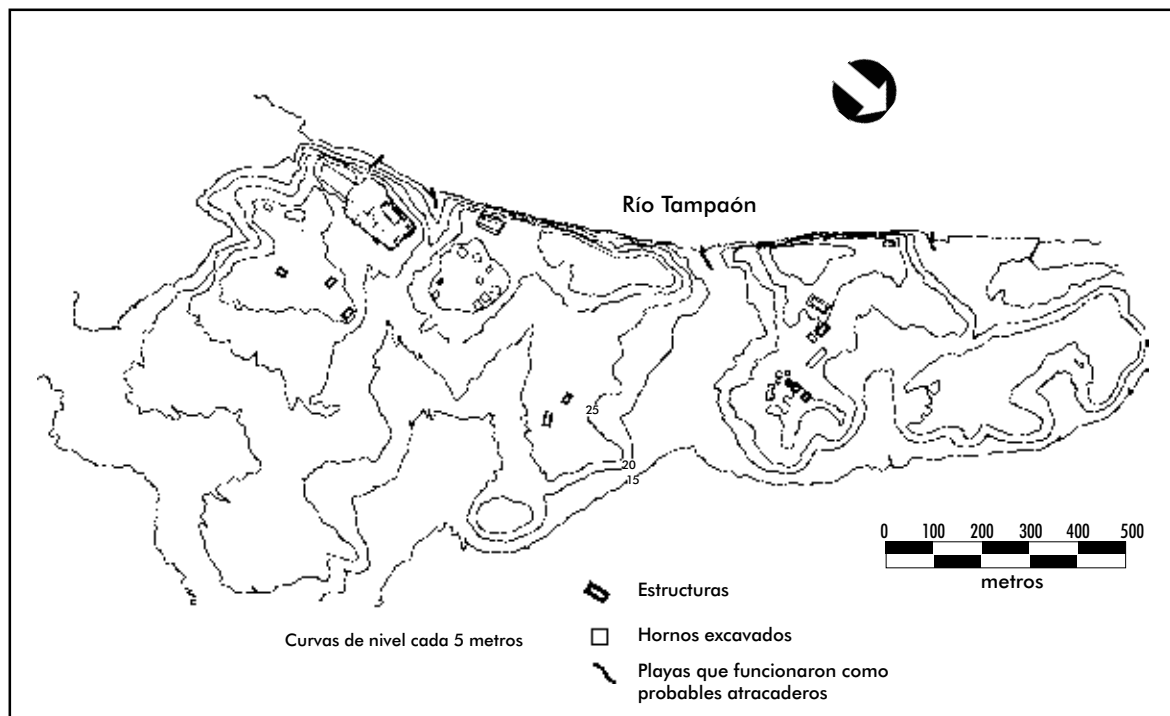 Río Tampaón
25
20
15
0 100 200 300 400 500
metros
Estructuras
Curvas de nivel cada 5 metros
Hornos excavados
Playas que funcionaron como
probables atracaderos